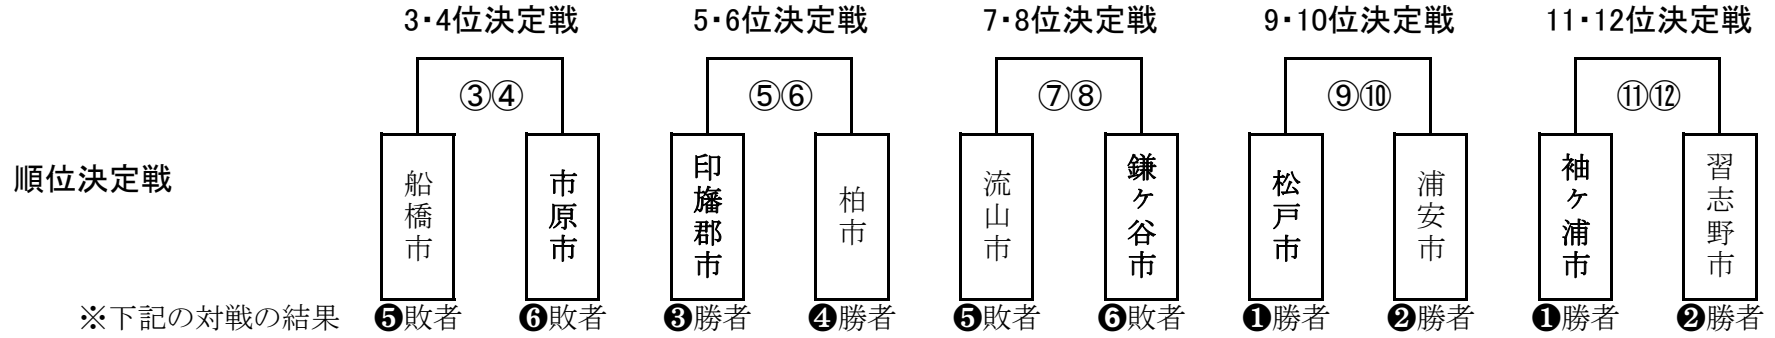 3・4位決定戦 5・6位決定戦 7・8位決定戦 9・10位決定戦 11・12位決定戦
③④ ⑤⑥ ⑦⑧ ⑨⑩ ⑪⑫
順位決定戦
船橋市
市原市
印旛郡市
柏市
流山市
鎌ケ谷市
松戸市
浦安市
袖ケ浦市
習志野市
※下記の対戦の結果 ❺敗者 ❻敗者 ❸勝者 ❹勝者 ❺敗者 ❻敗者 ❶勝者 ❷勝者 ❶勝者 ❷勝者